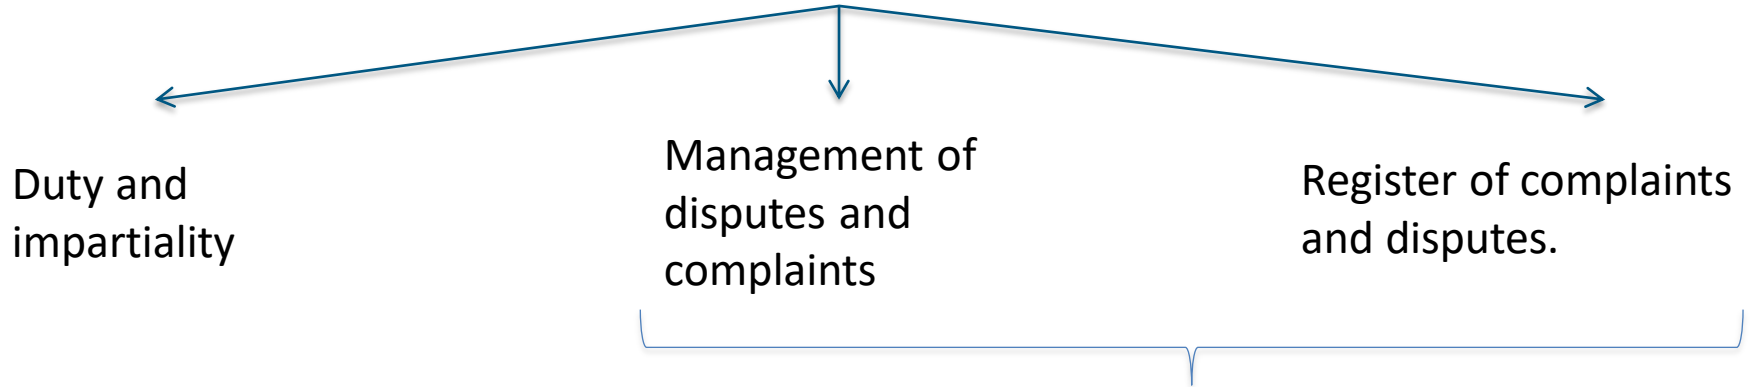 Duty and
impartiality
Management of
disputes and
complaints
Register of complaints
and disputes.